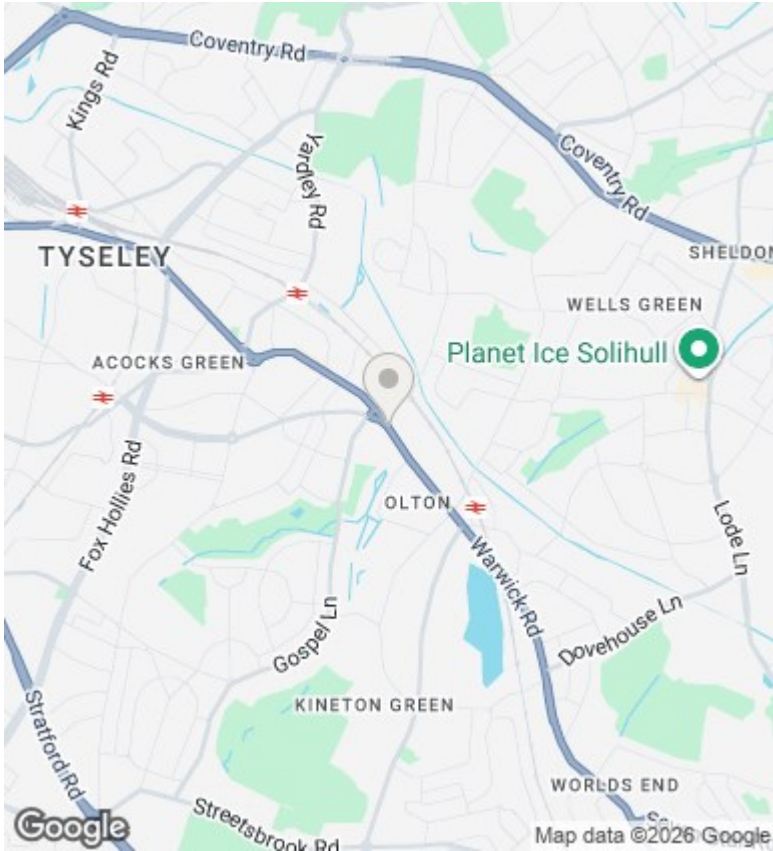 Coventry Rd
Kings Rd
Yardley Rd
Coventry Rd
TYSELEY
SHELDON
WELLS GREEN
Planet Ice Solihull
ACOCKS GREEN
Fox Hollies Rd
OLTON
Lode Ln
Warwick Rd
Dovehouse Ln
Gospel Ln
KINETON GREEN
Stratford Rd
WORLDS END
Streetsbrook Rd
Google
Map data ©2026 Google